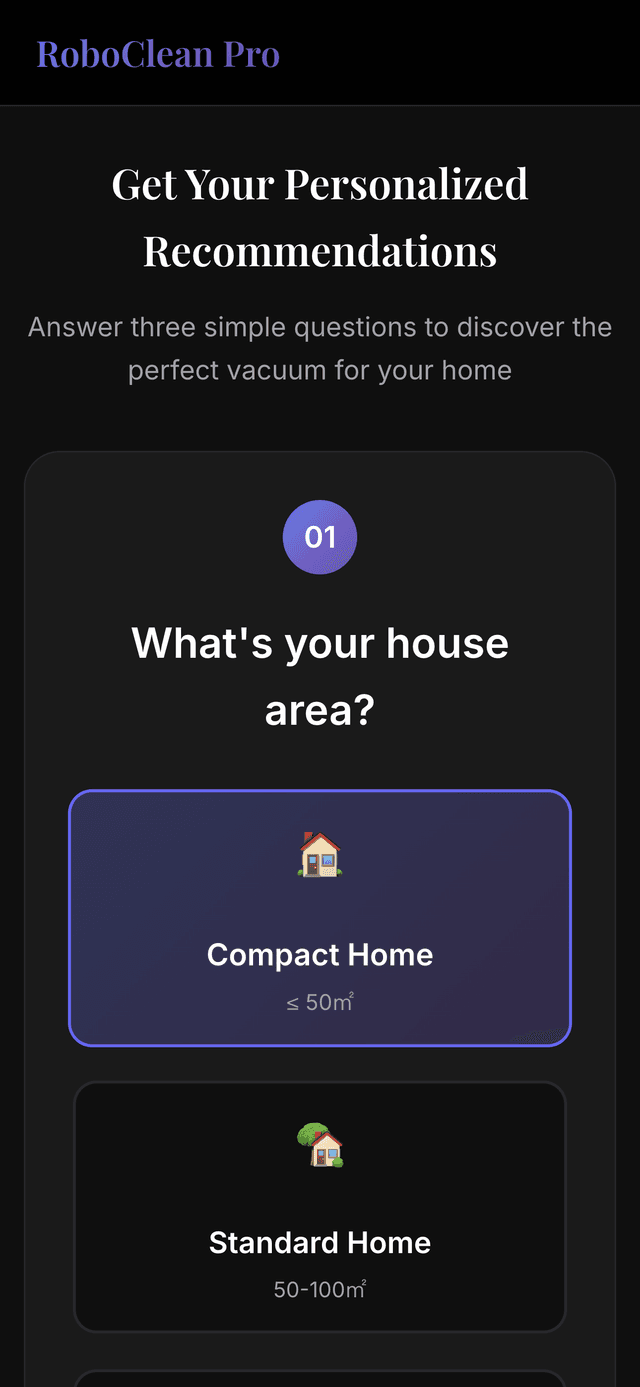 RoboClean Pro
Get Your Personalized
Recommendations
Answer three simple questions to discover the
perfect vacuum for your home
01
What's your house
area?
Compact Home
≤ 50㎡
Standard Home
50-100㎡